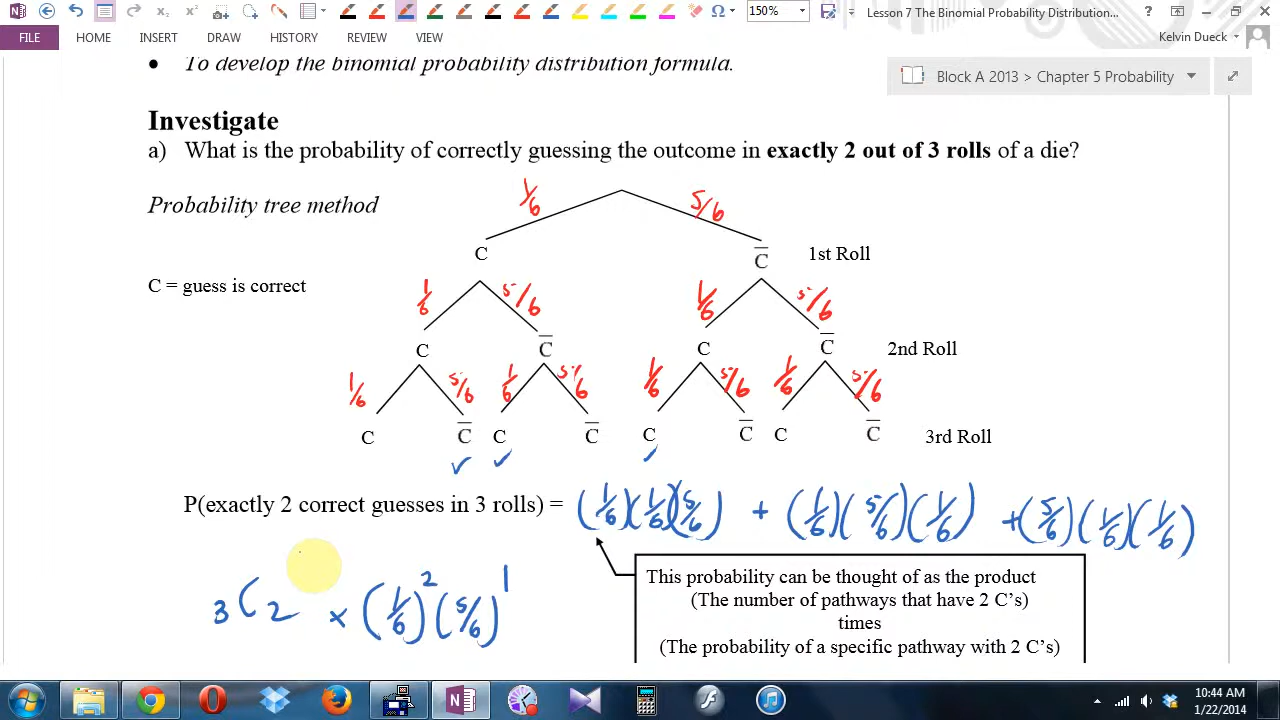 150%
Lesson 7 The Binomial Probability Distribution...
FILE HOME INSERT DRAW HISTORY REVIEW VIEW
Kelvin Dueck
Block A 2013 > Chapter 5 Probability
• To develop the binomial probability distribution formula.
Investigate
a) What is the probability of correctly guessing the outcome in exactly 2 out of 3 rolls of a die?
Probability tree method
1/6 5/6
C C̅ 1st Roll
C = guess is correct
1/6 5/6 1/6 5/6
C C̅ C C̅ 2nd Roll
1/6 5/6 1/6 5/6 1/6 5/6 1/6 5/6
C C̅ C C̅ C C̅ C C̅ 3rd Roll
✓ ✓ ✓
P(exactly 2 correct guesses in 3 rolls) = (1/6)(1/6)(5/6) + (1/6)(5/6)(1/6) + (5/6)(1/6)(1/6)
This probability can be thought of as the product
(The number of pathways that have 2 C's)
times
(The probability of a specific pathway with 2 C's)
3C2 × (1/6)²(5/6)¹
10:44 AM
1/22/2014